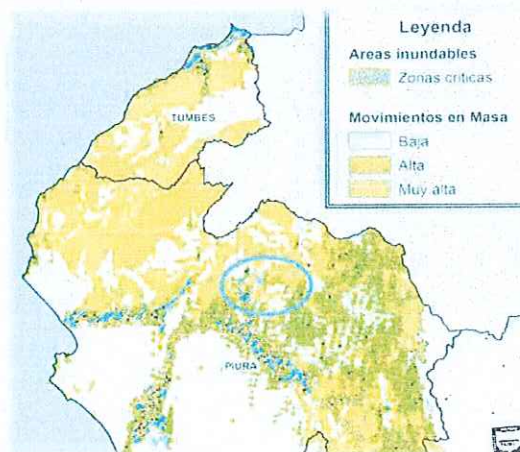 Leyenda
Areas inundables
Zonas criticas
Movimientos en Masa
Baja
Alta
Muy alta
TUMBES
PIURA